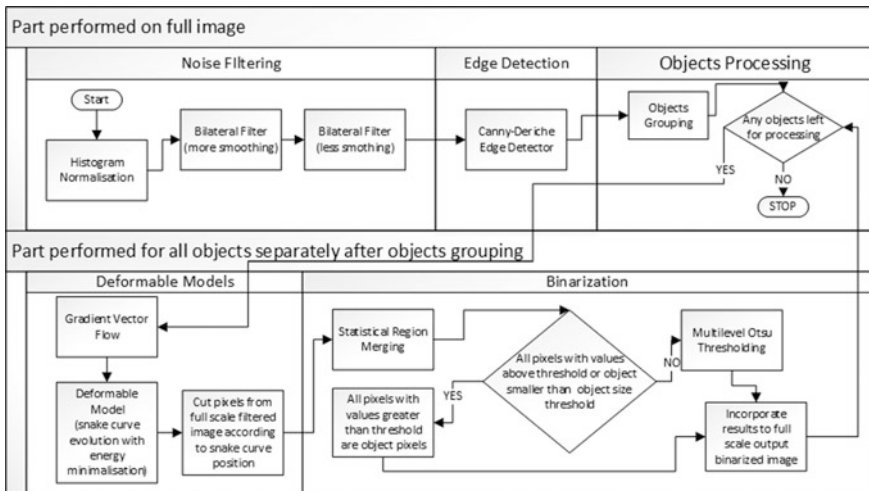 Part performed on full image
Noise FIltering
Edge Detection
Objects Processing
Start
Histogram
Normalisation
Bilateral Filter
(more smoothing)
Bilateral Filter
(less smothing)
Canny-Deriche
Edge Detector
Objects
Grouping
Any objects left
for processing
YES
NO
STOP
Part performed for all objects separately after objects grouping
Deformable Models
Binarization
Gradient Vector
Flow
Deformable
Model
(snake curve
evolution with
energy
minimalisation)
Cut pixels from
full scale filtered
image according
to snake curve
position
Statistical Region
Merging
All pixels with values
above threshold or object
smaller than object size
threshold
YES
NO
All pixels with
values greater
than threshold
are object pixels
Multilevel Otsu
Thresholding
Incorporate
results to full
scale output
binarized image